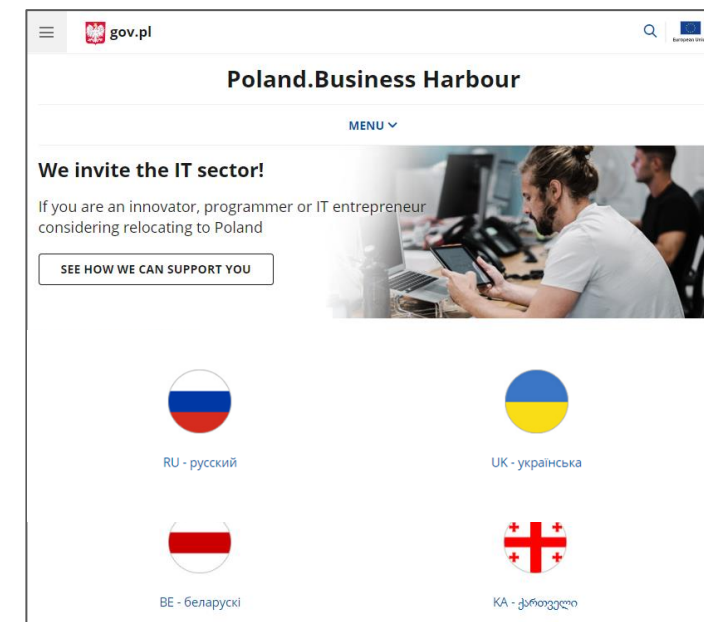 gov.pl
Poland.Business Harbour
MENU
We invite the IT sector!
If you are an innovator, programmer or IT entrepreneur
considering relocating to Poland
SEE HOW WE CAN SUPPORT YOU
RU - русский
UK - українська
BE - беларускі
KA - ქართველი